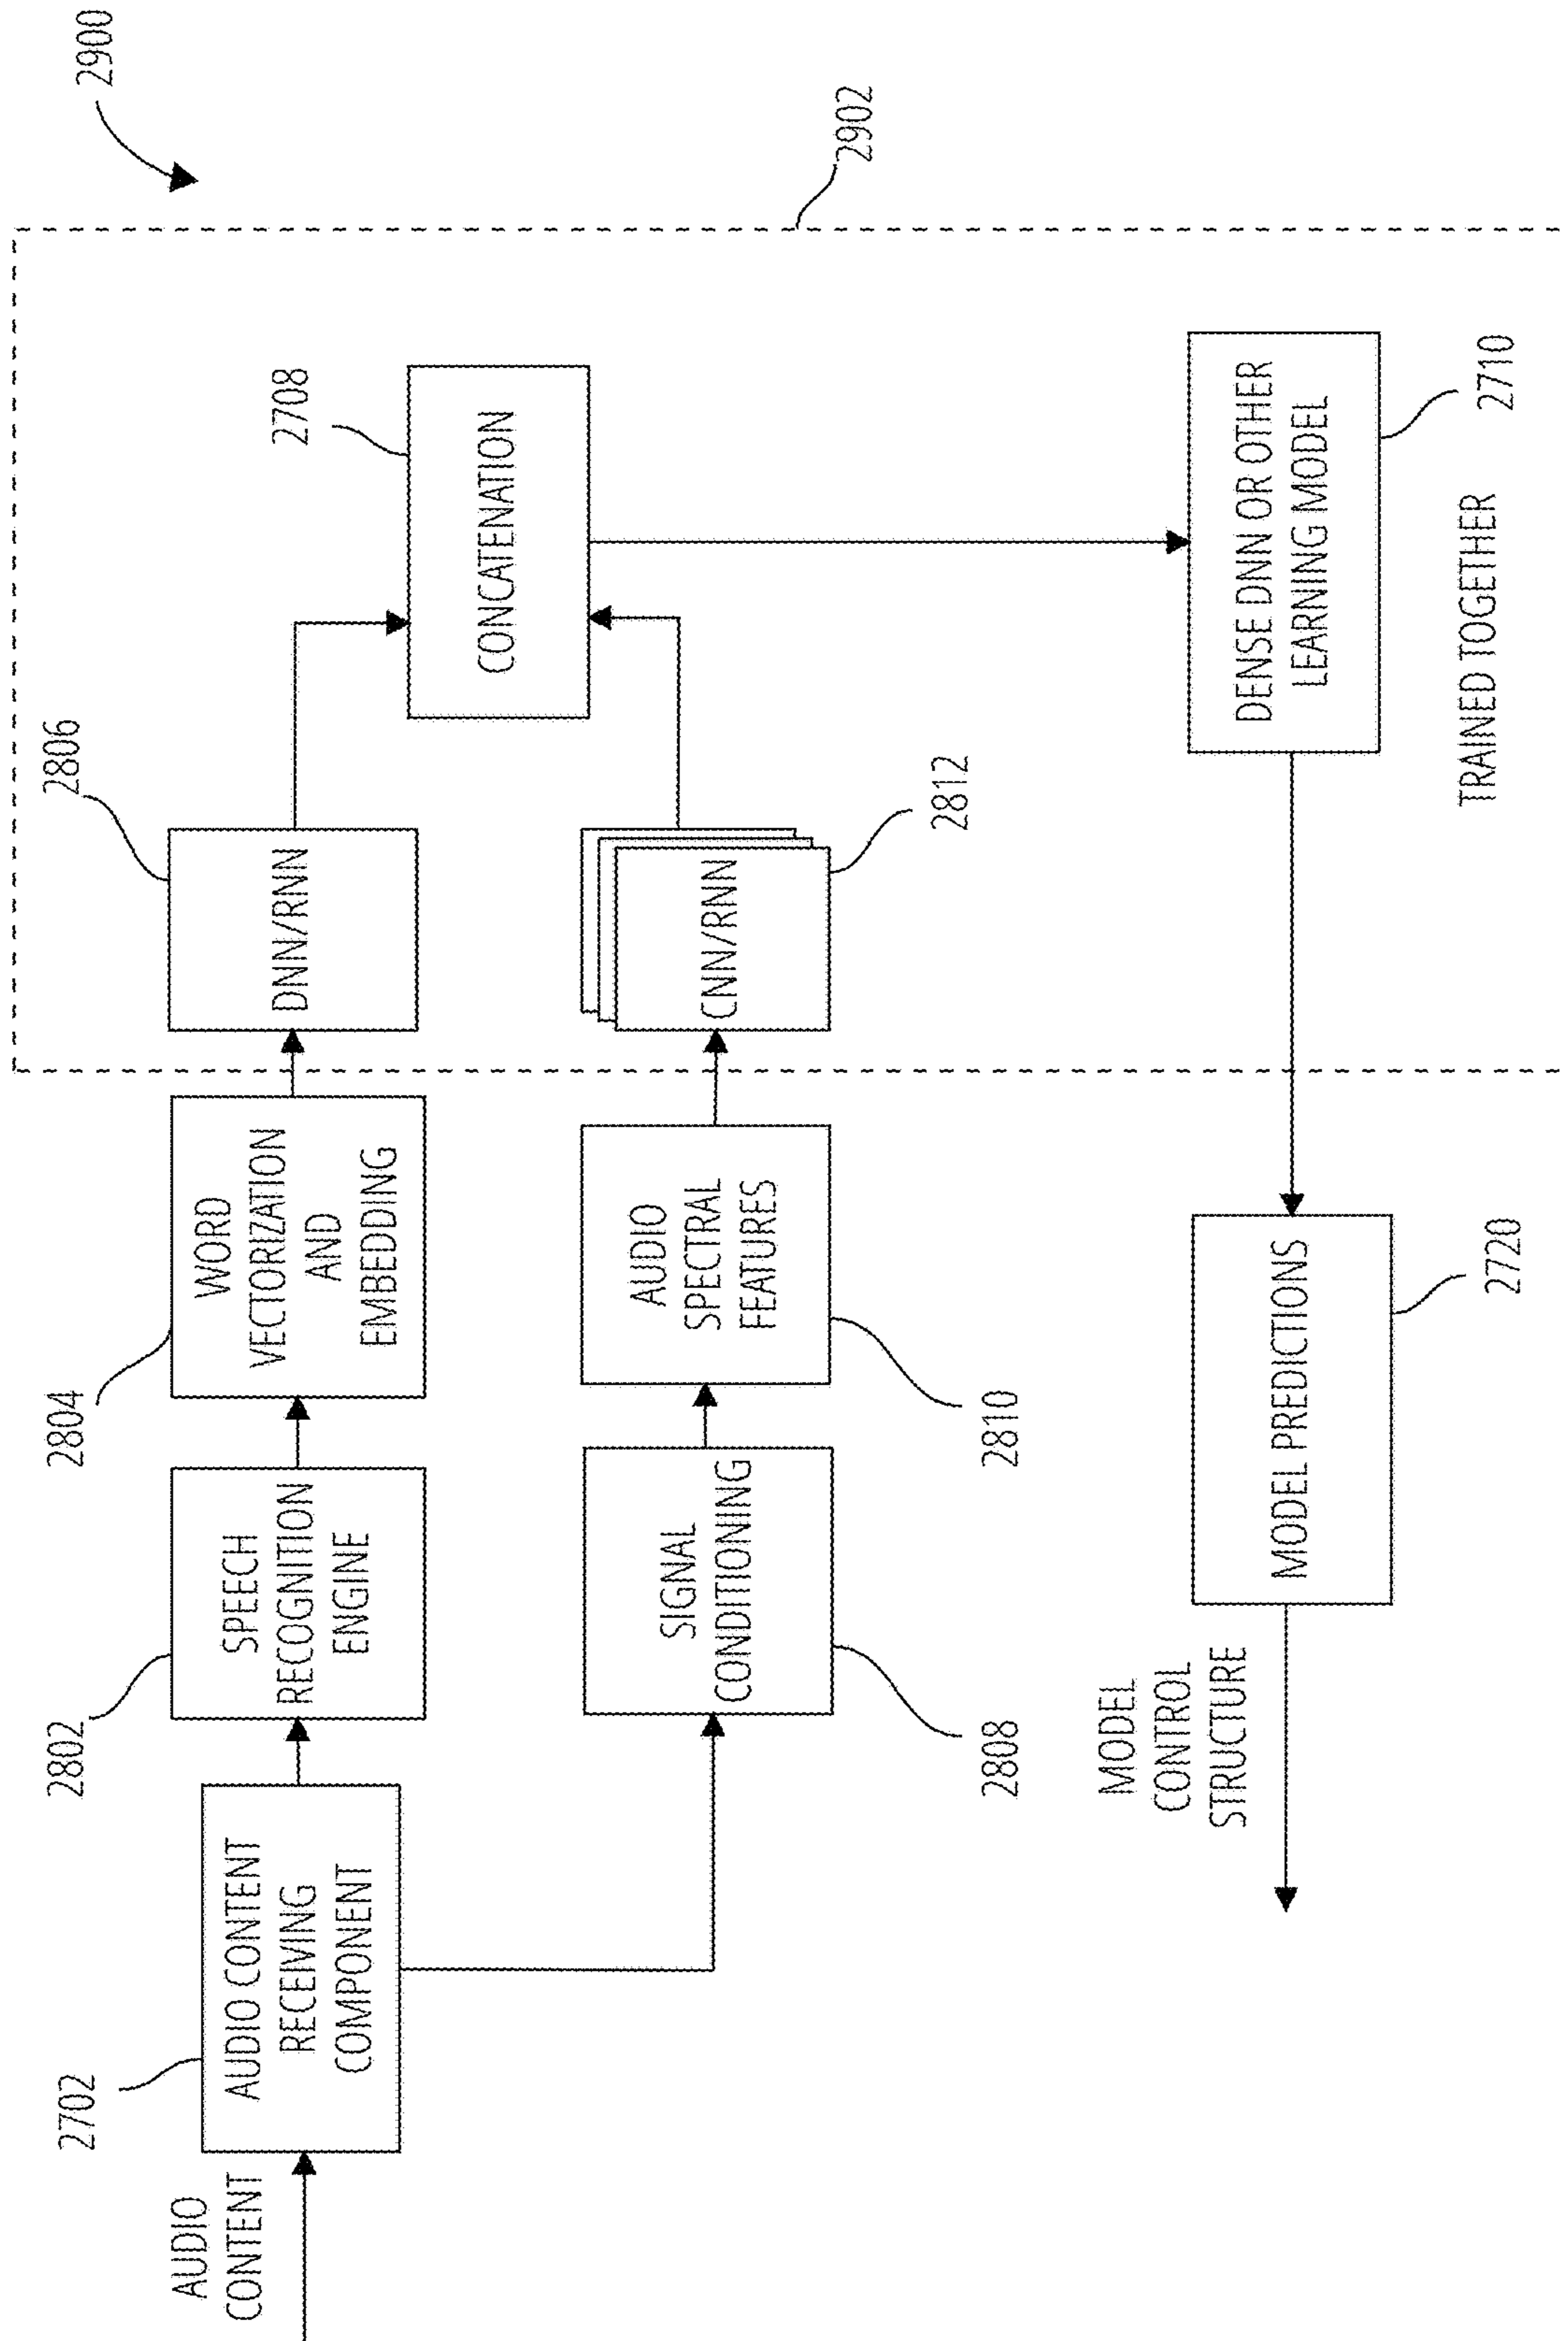 2900
2902
AUDIO
CONTENT
2702
AUDIO CONTENT
RECEIVING
COMPONENT
2802
SPEECH
RECOGNITION
ENGINE
2804
WORD
VECTORIZATION
AND
EMBEDDING
2806
DNN/RNN
2708
CONCATENATION
SIGNAL
CONDITIONING
2808
AUDIO
SPECTRAL
FEATURES
2810
CNN/RNN
2812
MODEL
CONTROL
STRUCTURE
MODEL PREDICTIONS
2720
DENSE DNN OR OTHER
LEARNING MODEL
2710
TRAINED TOGETHER